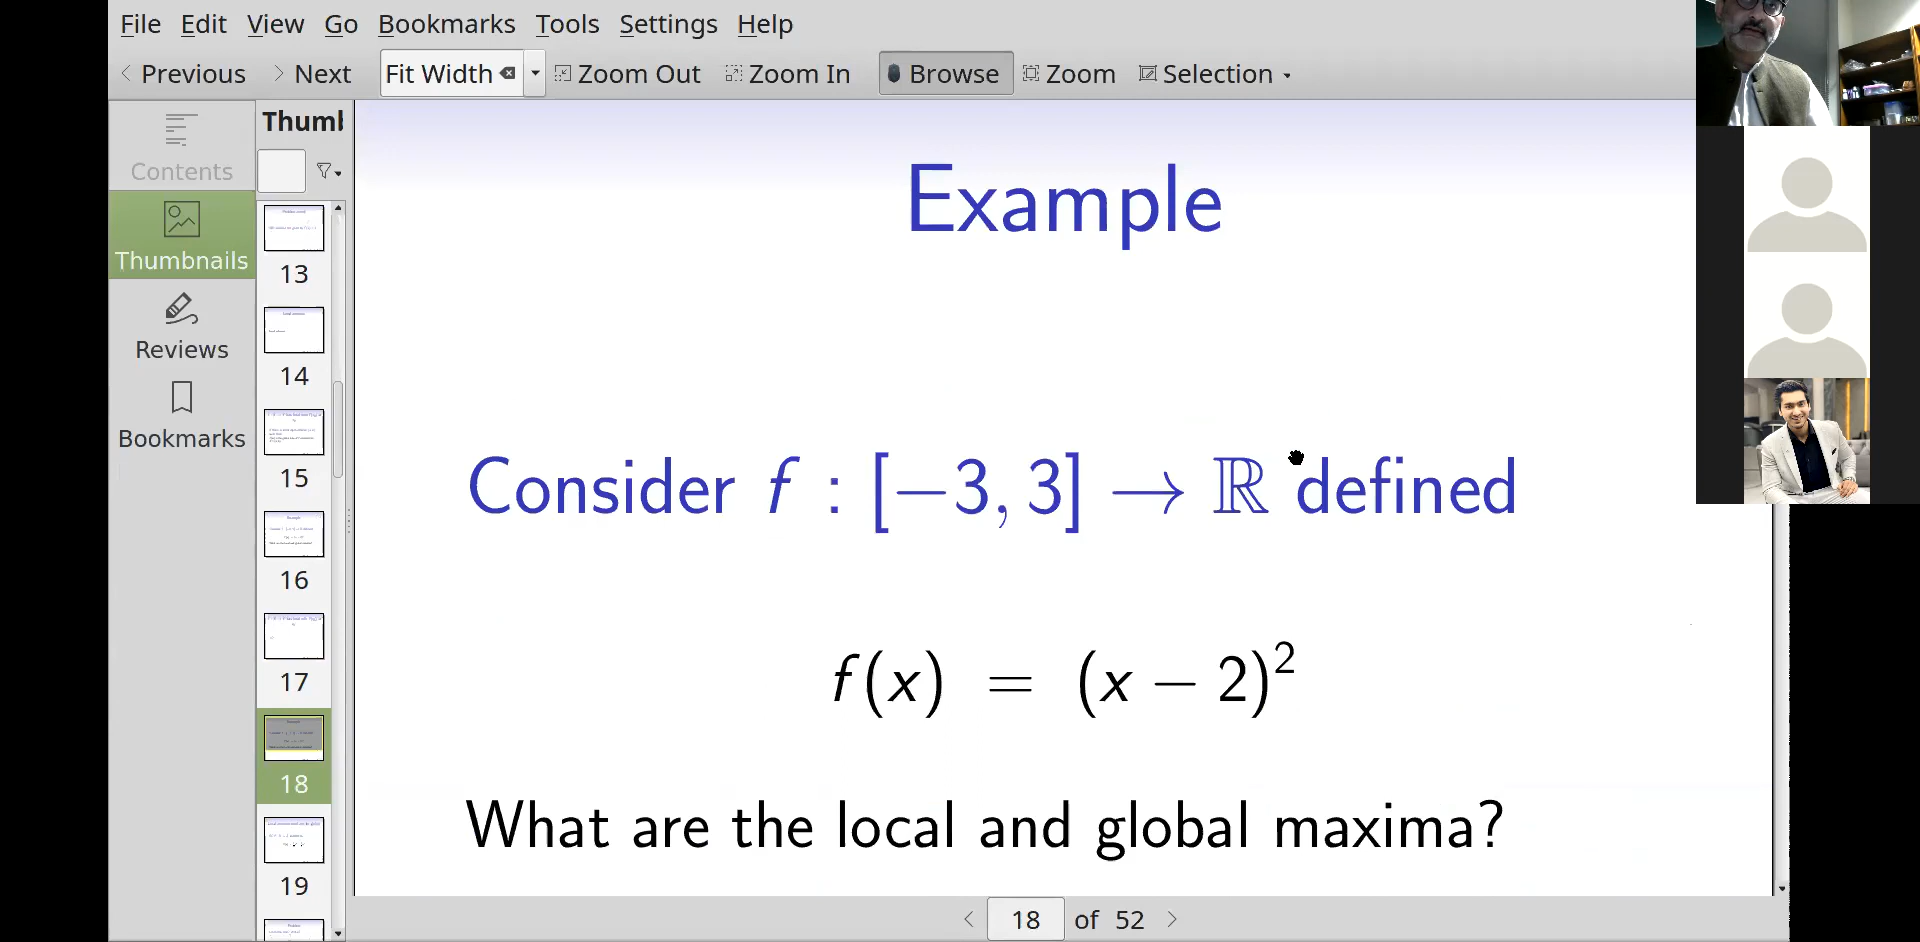 File Edit View Go Bookmarks Tools Settings Help
Previous Next Fit Width Zoom Out Zoom In Browse Zoom Selection
Contents
Thumbnails
Reviews
Bookmarks
Thum
13
14
15
16
17
18
19
Example
Consider f : [−3, 3] → ℝ defined
f(x) = (x − 2)²
What are the local and global maxima?
18 of 52